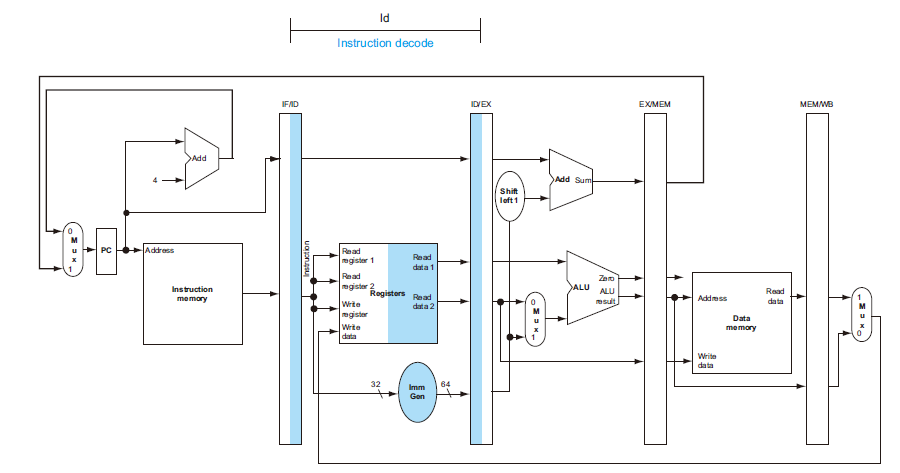 Id
Instruction decode
IF/ID
ID/EX
EX/MEM
MEM/WB
Add
4
Add Sum
Shift
left 1
0
M
u
x
1
PC
Address
Instruction
memory
Instruction
Read
register 1
Read
register 2
Registers
Write
register
Write
data
Read
data 1
Read
data 2
32
Imm
Gen
64
0
M
u
x
1
ALU
Zero
ALU
result
Address
Read
data
Data
memory
Write
data
1
M
u
x
0